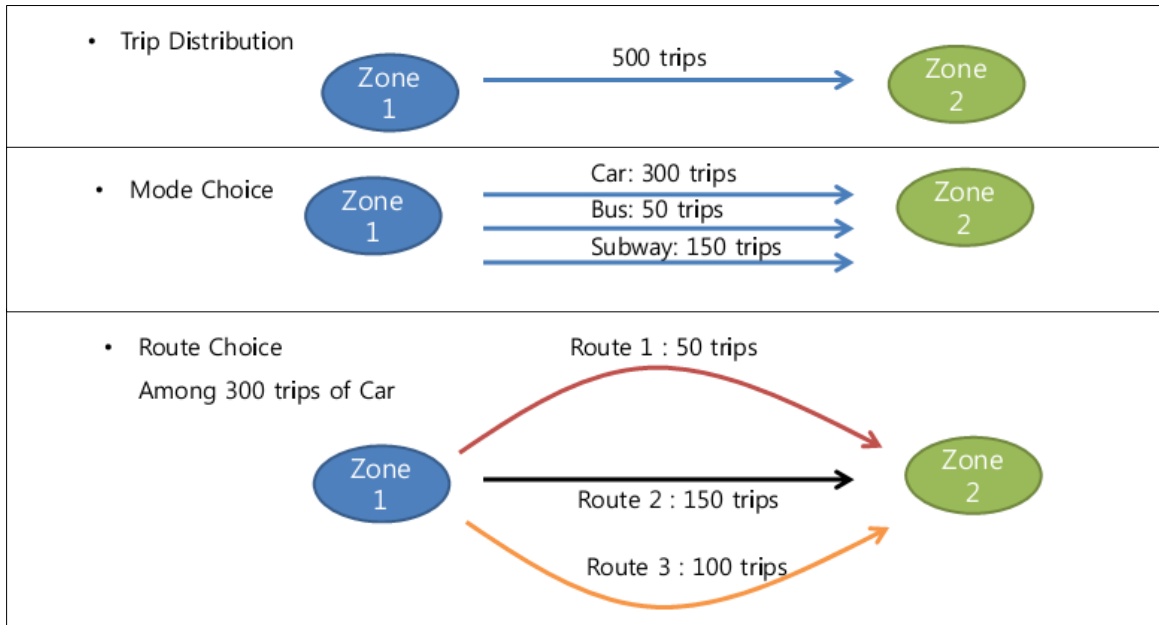 • Trip Distribution
Zone
1
500 trips
Zone
2
• Mode Choice
Zone
1
Car: 300 trips
Bus: 50 trips
Subway: 150 trips
Zone
2
• Route Choice
Among 300 trips of Car
Route 1 : 50 trips
Zone
1
Route 2 : 150 trips
Route 3 : 100 trips
Zone
2